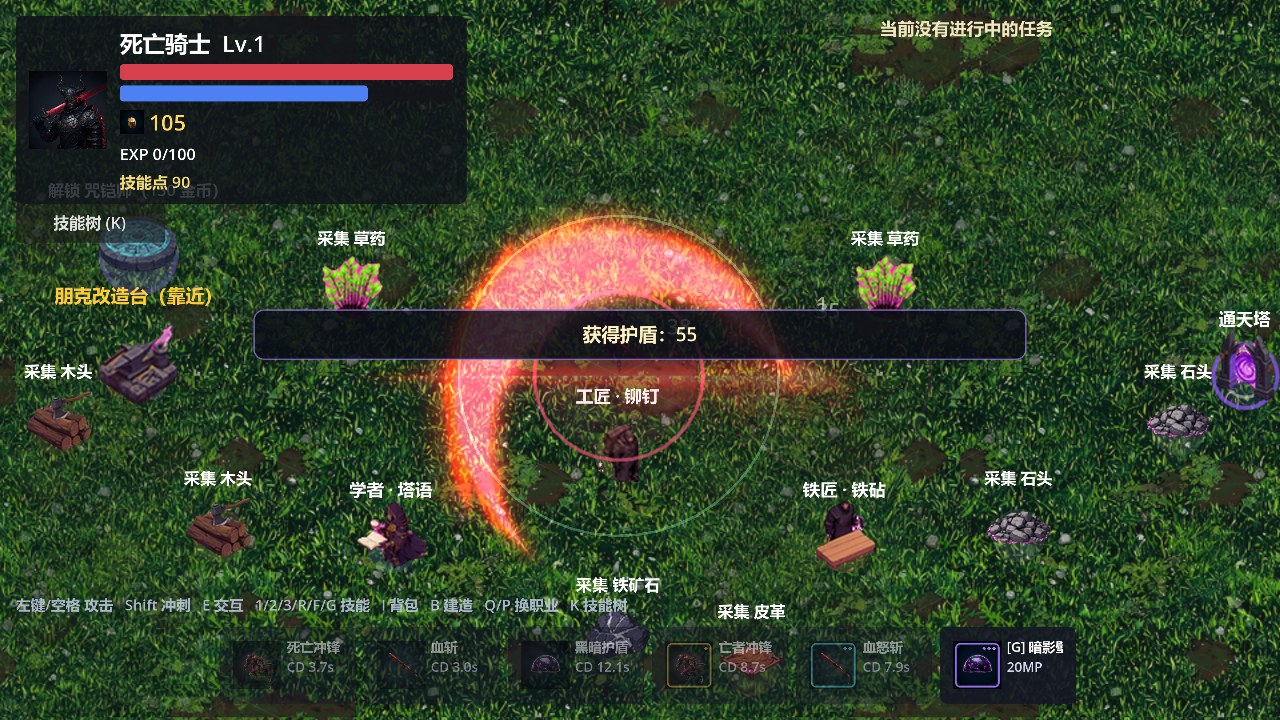 死亡骑士 Lv.1
当前没有进行中的任务
105
EXP 0/100
技能点 90
技能树 (K)
采集 草药
采集 草药
朋克改造台（靠近）
15
获得护盾：55
通天塔
采集 木头
采集 石头
工匠 · 铆钉
采集 木头
学者 · 塔语
铁匠 · 铁砧
采集 石头
采集 铁矿石
左键/空格 攻击 Shift 冲刺 E 交互 1/2/3/R/F/G 技能 I 背包 B 建造 Q/P 换职业 K 技能树
采集 皮革
死亡冲锋
CD 3.7s
血斩
CD 3.0s
黑暗护盾
CD 12.1s
亡者冲锋
CD 8.7s
血怒斩
CD 7.9s
[G] 暗影
20MP